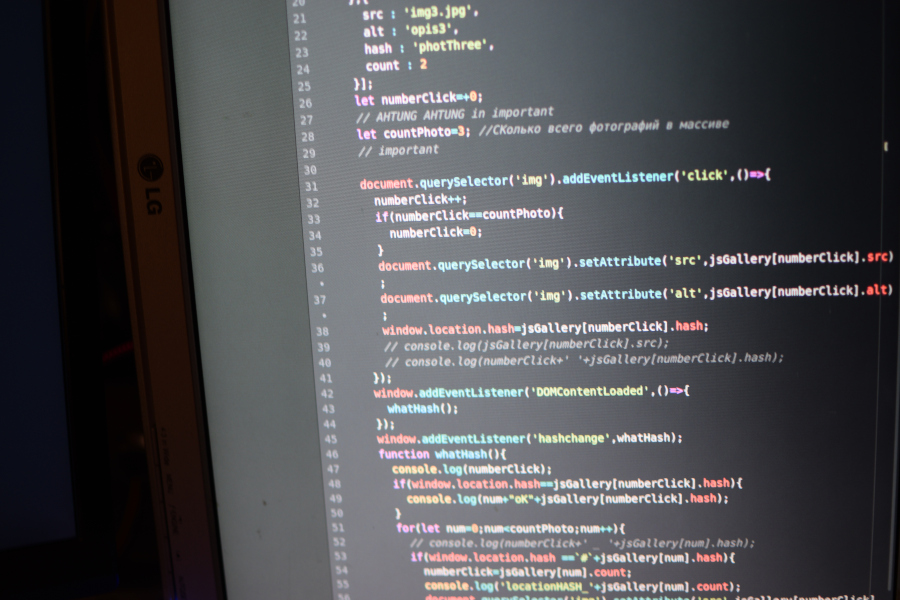 LG
20 },{
21 src : 'img3.jpg',
22 alt : 'opis3',
23 hash : 'photThree',
24 count : 2
25 }];
26 let numberClick=+0;
27 // AHTUNG AHTUNG in important
28 let countPhoto=3; //СКолько всего фотографий в массиве
29 // important
30
31 document.querySelector('img').addEventListener('click',()=>{
32 numberClick++;
33 if(numberClick==countPhoto){
34 numberClick=0;
35 }
36 document.querySelector('img').setAttribute('src',jsGallery[numberClick].src)
;
37 document.querySelector('img').setAttribute('alt',jsGallery[numberClick].alt)
;
38 window.location.hash=jsGallery[numberClick].hash;
39 // console.log(jsGallery[numberClick].src);
40 // console.log(numberClick+' '+jsGallery[numberClick].hash);
41 });
42 window.addEventListener('DOMContentLoaded',()=>{
43 whatHash();
44 });
45 window.addEventListener('hashchange',whatHash);
46 function whatHash(){
47 console.log(numberClick);
48 if(window.location.hash==jsGallery[numberClick].hash){
49 console.log(num+"oK"+jsGallery[numberClick].hash);
50 }
51 for(let num=0;num<countPhoto;num++){
52 // console.log(numberClick+' _ '+jsGallery[num].hash);
53 if(window.location.hash =='#'+jsGallery[num].hash){
54 numberClick=jsGallery[num].count;
55 console.log('locationHASH_'+jsGallery[num].count);